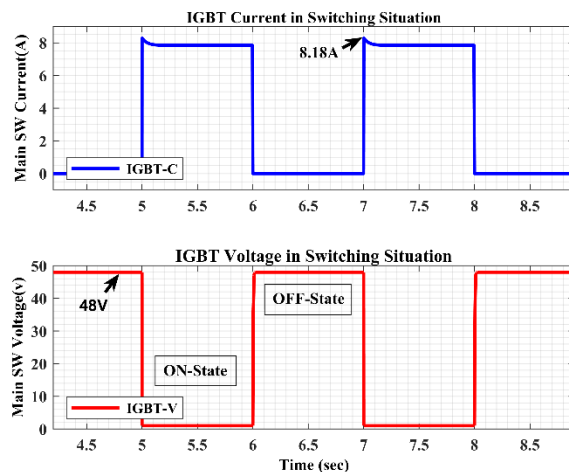 IGBT Current in Switching Situation
Main SW Current(A)
8
6
4
2
0
8.18A
IGBT-C
4.5 5 5.5 6 6.5 7 7.5 8 8.5
IGBT Voltage in Switching Situation
Main SW Voltage(v)
50
40
30
20
10
0
48V
OFF-State
ON-State
IGBT-V
4.5 5 5.5 6 6.5 7 7.5 8 8.5
Time (sec)